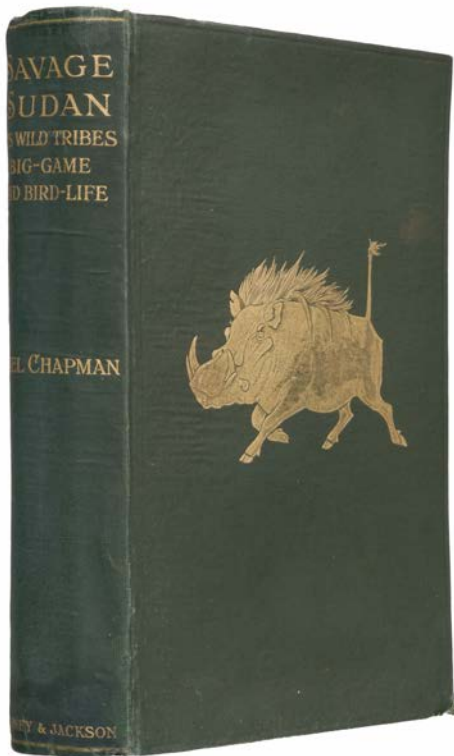 SAVAGE
SUDAN
WILD TRIBES
BIG-GAME
BIRD-LIFE
CHAPMAN
& JACKSON